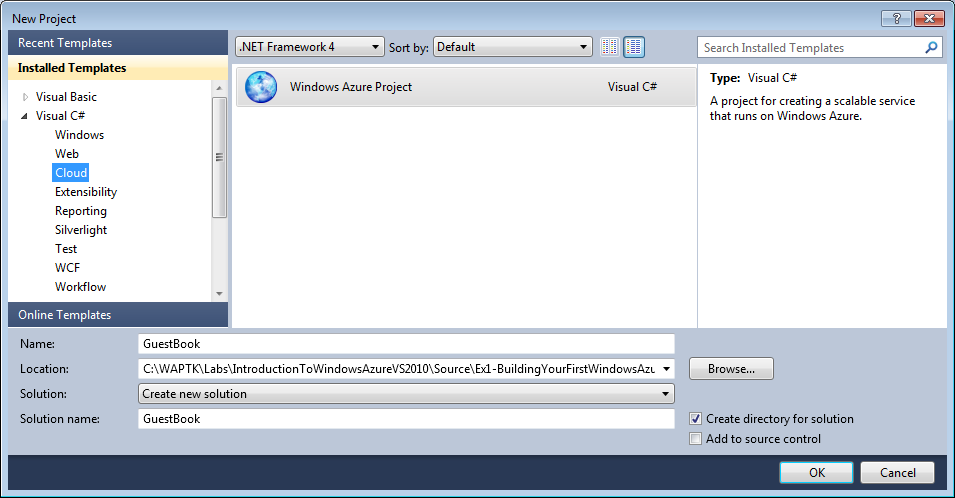 New Project
Recent Templates
.NET Framework 4 Sort by: Default Search Installed Templates
Installed Templates
Visual Basic
Visual C#
Windows
Web
Cloud
Extensibility
Reporting
Silverlight
Test
WCF
Workflow
Online Templates
Windows Azure Project Visual C#
Type: Visual C#
A project for creating a scalable service
that runs on Windows Azure.
Name: GuestBook
Location: C:\WAPTK\Labs\IntroductionToWindowsAzureVS2010\Source\Ex1-BuildingYourFirstWindowsAzu Browse...
Solution: Create new solution
Solution name: GuestBook
Create directory for solution
Add to source control
OK Cancel